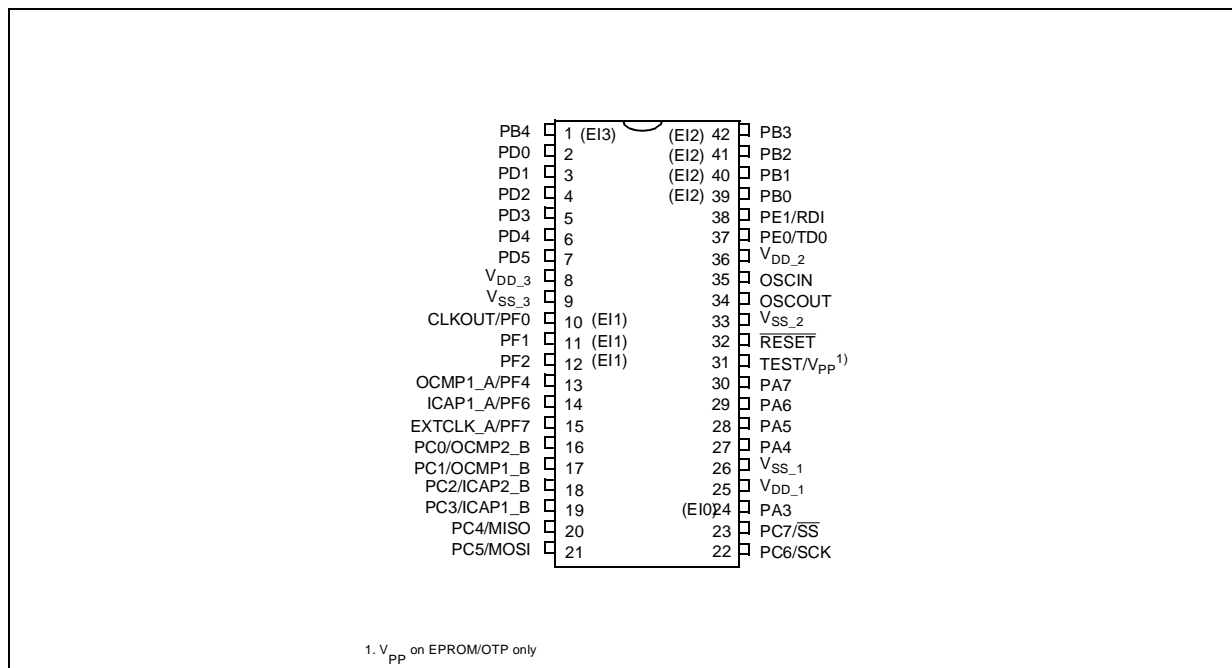 PB4 1 (EI3) (EI2) 42 PB3
PD0 2 (EI2) 41 PB2
PD1 3 (EI2) 40 PB1
PD2 4 (EI2) 39 PB0
PD3 5 38 PE1/RDI
PD4 6 37 PE0/TD0
PD5 7 36 VDD_2
VDD_3 8 35 OSCIN
VSS_3 9 34 OSCOUT
CLKOUT/PF0 10 (EI1) 33 VSS_2
PF1 11 (EI1) 32 RESET
PF2 12 (EI1) 31 TEST/VPP1)
OCMP1_A/PF4 13 30 PA7
ICAP1_A/PF6 14 29 PA6
EXTCLK_A/PF7 15 28 PA5
PC0/OCMP2_B 16 27 PA4
PC1/OCMP1_B 17 26 VSS_1
PC2/ICAP2_B 18 25 VDD_1
PC3/ICAP1_B 19 (EI0) 24 PA3
PC4/MISO 20 23 PC7/SS
PC5/MOSI 21 22 PC6/SCK
1. VPP on EPROM/OTP only